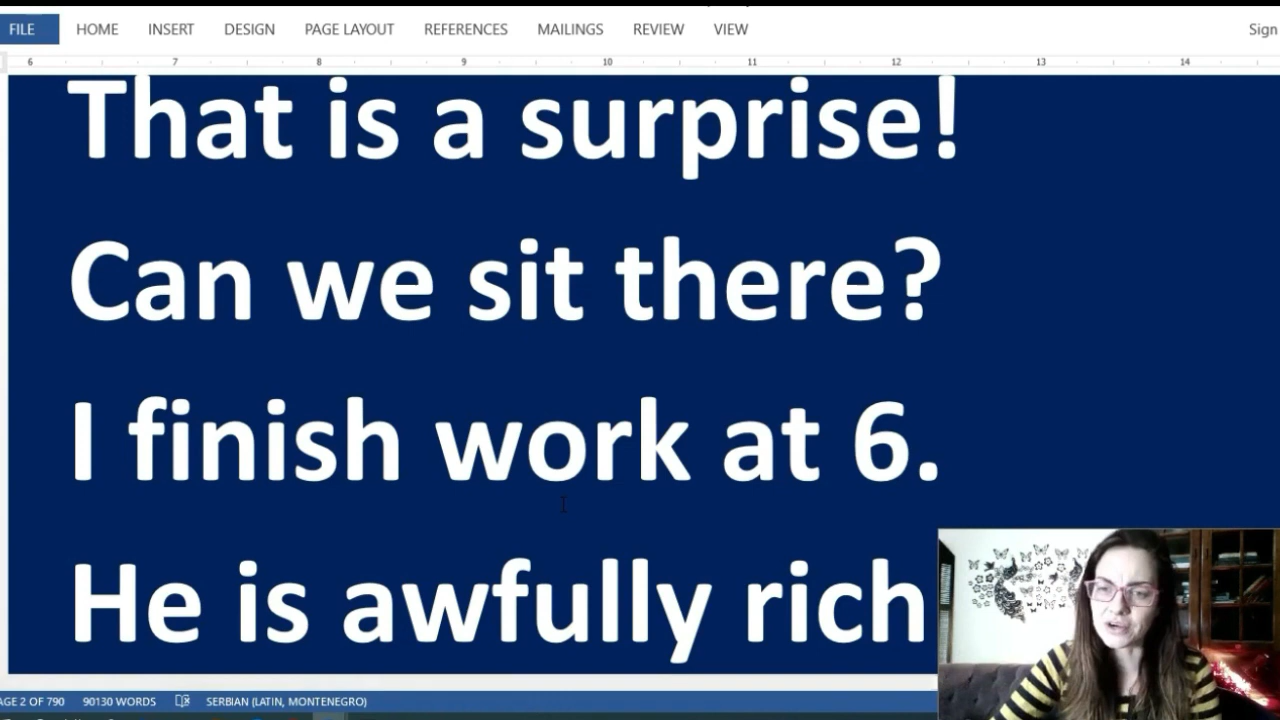 FILE HOME INSERT DESIGN PAGE LAYOUT REFERENCES MAILINGS REVIEW VIEW Sign
6 7 8 9 10 11 12 13 14
That is a surprise!
Can we sit there?
I finish work at 6.
He is awfully rich
AGE 2 OF 790 90130 WORDS SERBIAN (LATIN, MONTENEGRO)